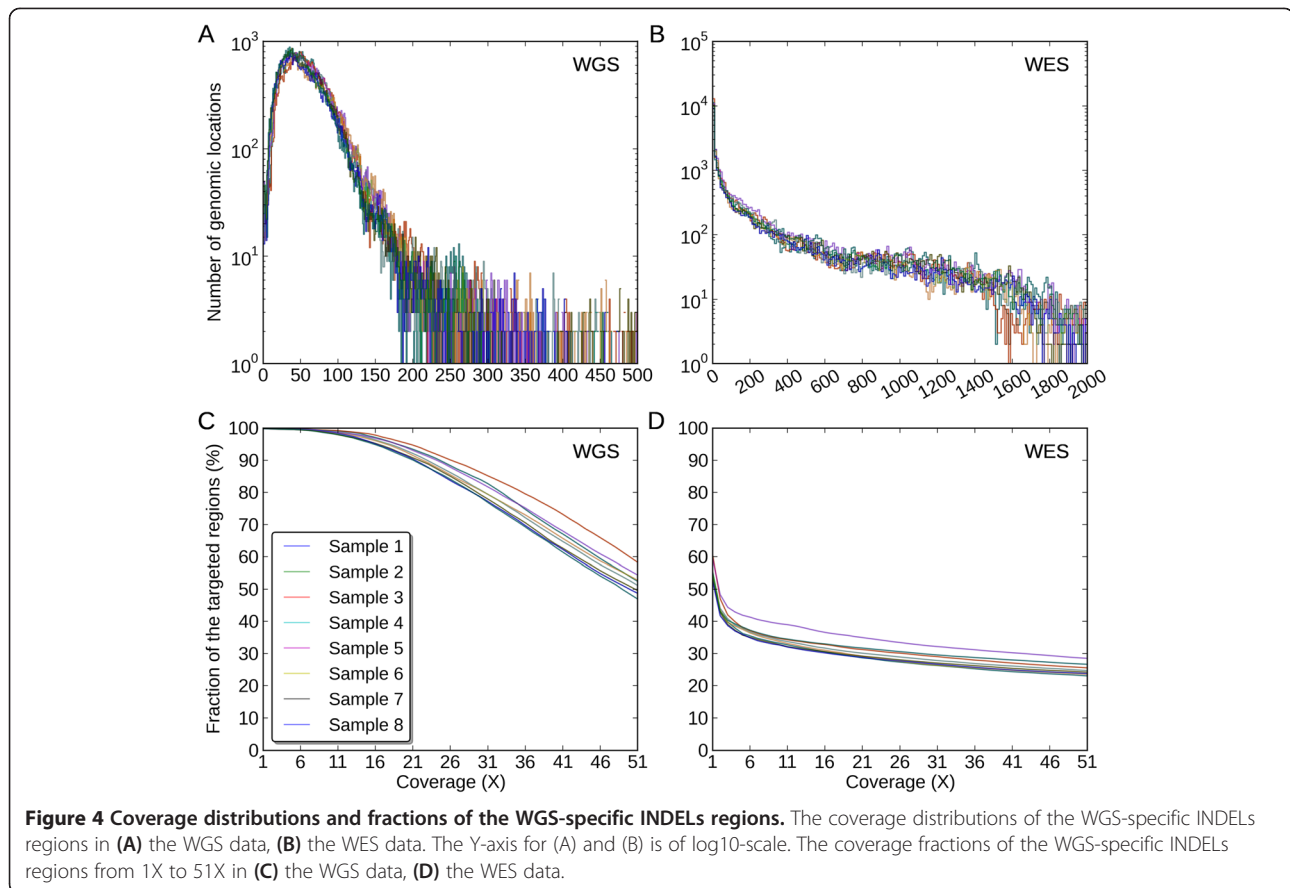 A
B
WGS
WES
Number of genomic locations
10^3
10^2
10^1
10^0
0 50 100 150 200 250 300 350 400 450 500
10^5
10^4
10^3
10^2
10^1
10^0
0 200 400 600 800 1000 1200 1400 1600 1800 2000
C
D
WGS
WES
Fraction of the targeted regions (%)
100
90
80
70
60
50
40
30
20
10
0
Sample 1
Sample 2
Sample 3
Sample 4
Sample 5
Sample 6
Sample 7
Sample 8
1 6 11 16 21 26 31 36 41 46 51
Coverage (X)
100
90
80
70
60
50
40
30
20
10
0
1 6 11 16 21 26 31 36 41 46 51
Coverage (X)
Figure 4 Coverage distributions and fractions of the WGS-specific INDELs regions. The coverage distributions of the WGS-specific INDELs
regions in (A) the WGS data, (B) the WES data. The Y-axis for (A) and (B) is of log10-scale. The coverage fractions of the WGS-specific INDELs
regions from 1X to 51X in (C) the WGS data, (D) the WES data.